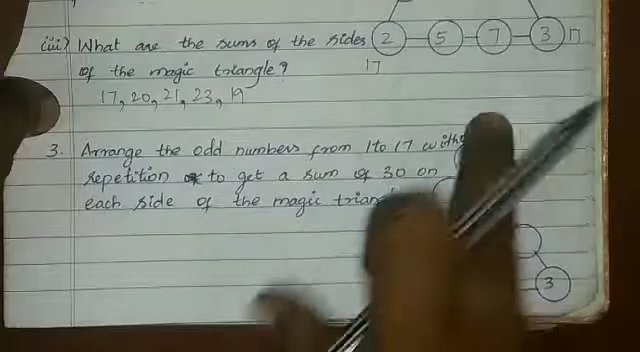 iii) What are the sums of the sides
of the magic triangle?
17, 20, 21, 23, 19
2 5 7 3 17
17
3. Arrange the odd numbers from 1 to 17
repetition to get a sum of 30 on
each side of the magic
3